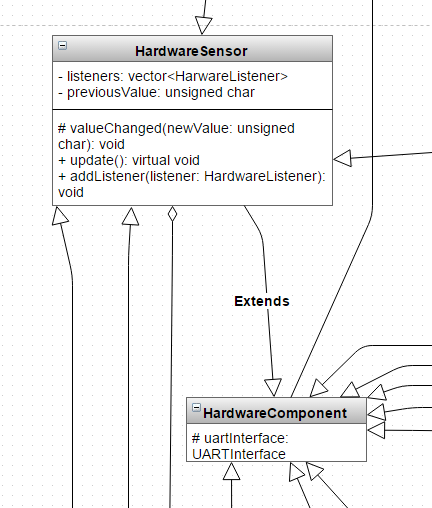 HardwareSensor
- listeners: vector<HarwareListener>
- previousValue: unsigned char
# valueChanged(newValue: unsigned
char): void
+ update(): virtual void
+ addListener(listener: HardwareListener):
void
Extends
HardwareComponent
# uartInterface:
UARTInterface